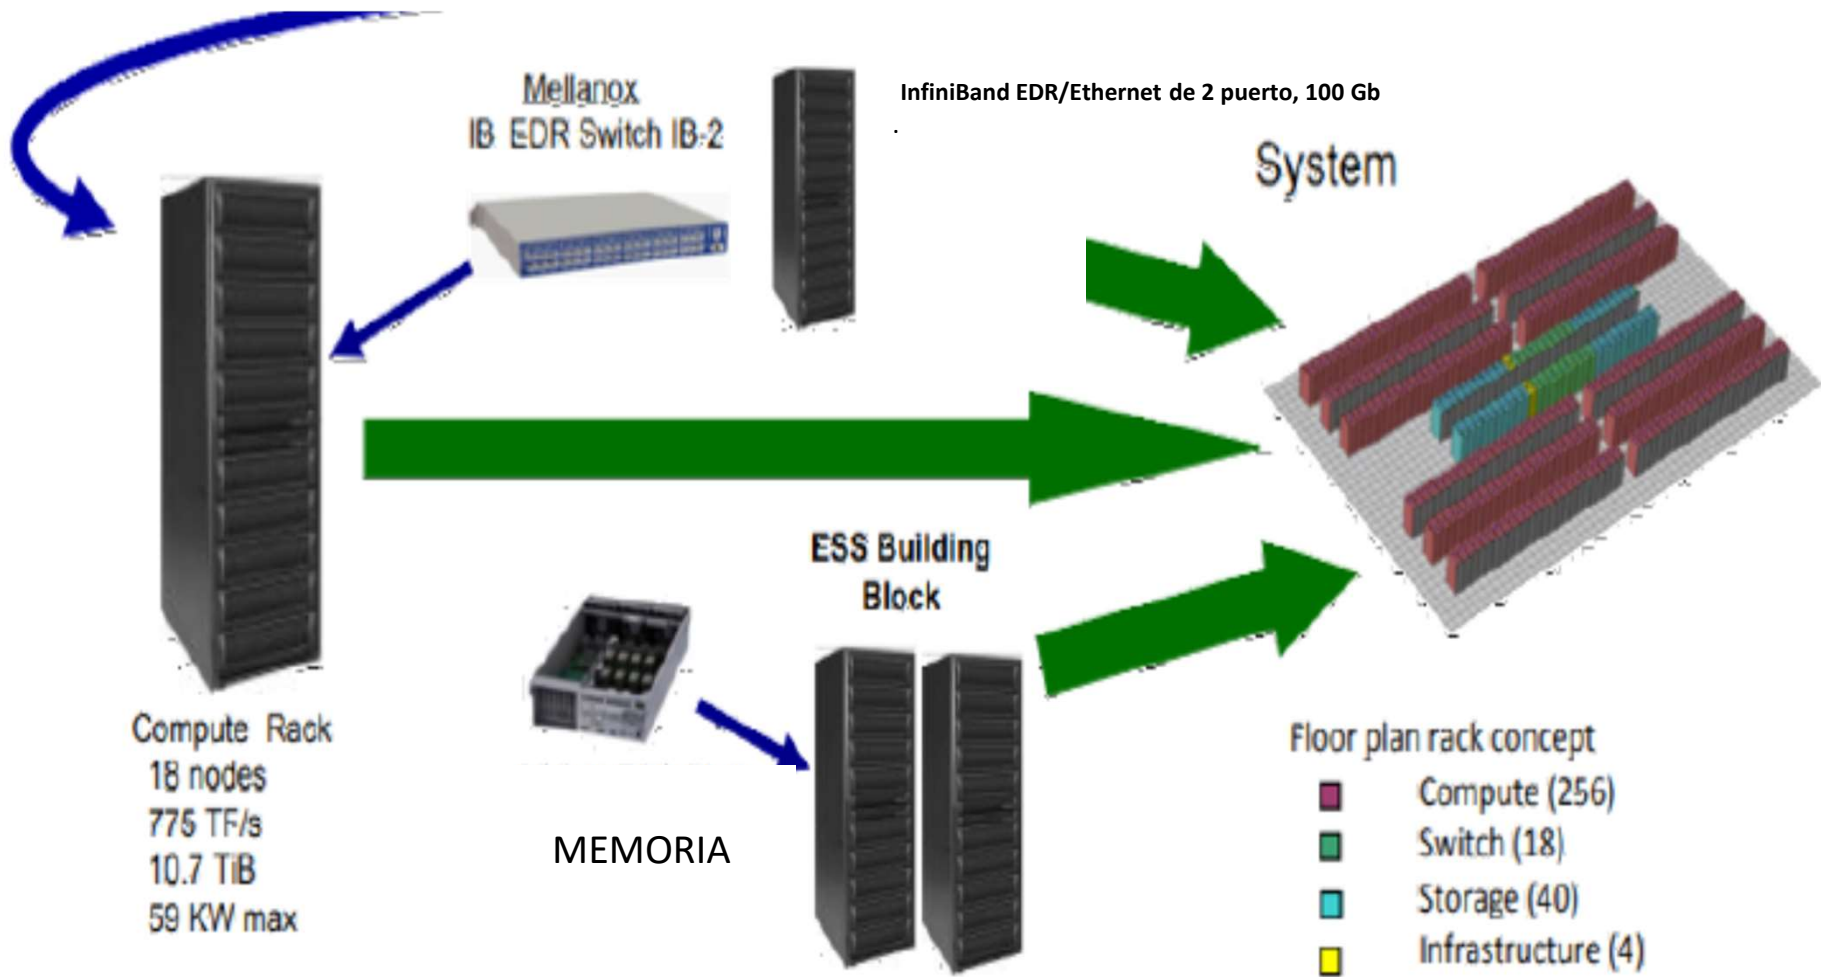 Mellanox
IB EDR Switch IB-2
InfiniBand EDR/Ethernet de 2 puerto, 100 Gb
.
System
ESS Building
Block
Compute Rack
18 nodes
775 TF/s
10.7 TiB
59 KW max
MEMORIA
Floor plan rack concept
Compute (256)
Switch (18)
Storage (40)
Infrastructure (4)